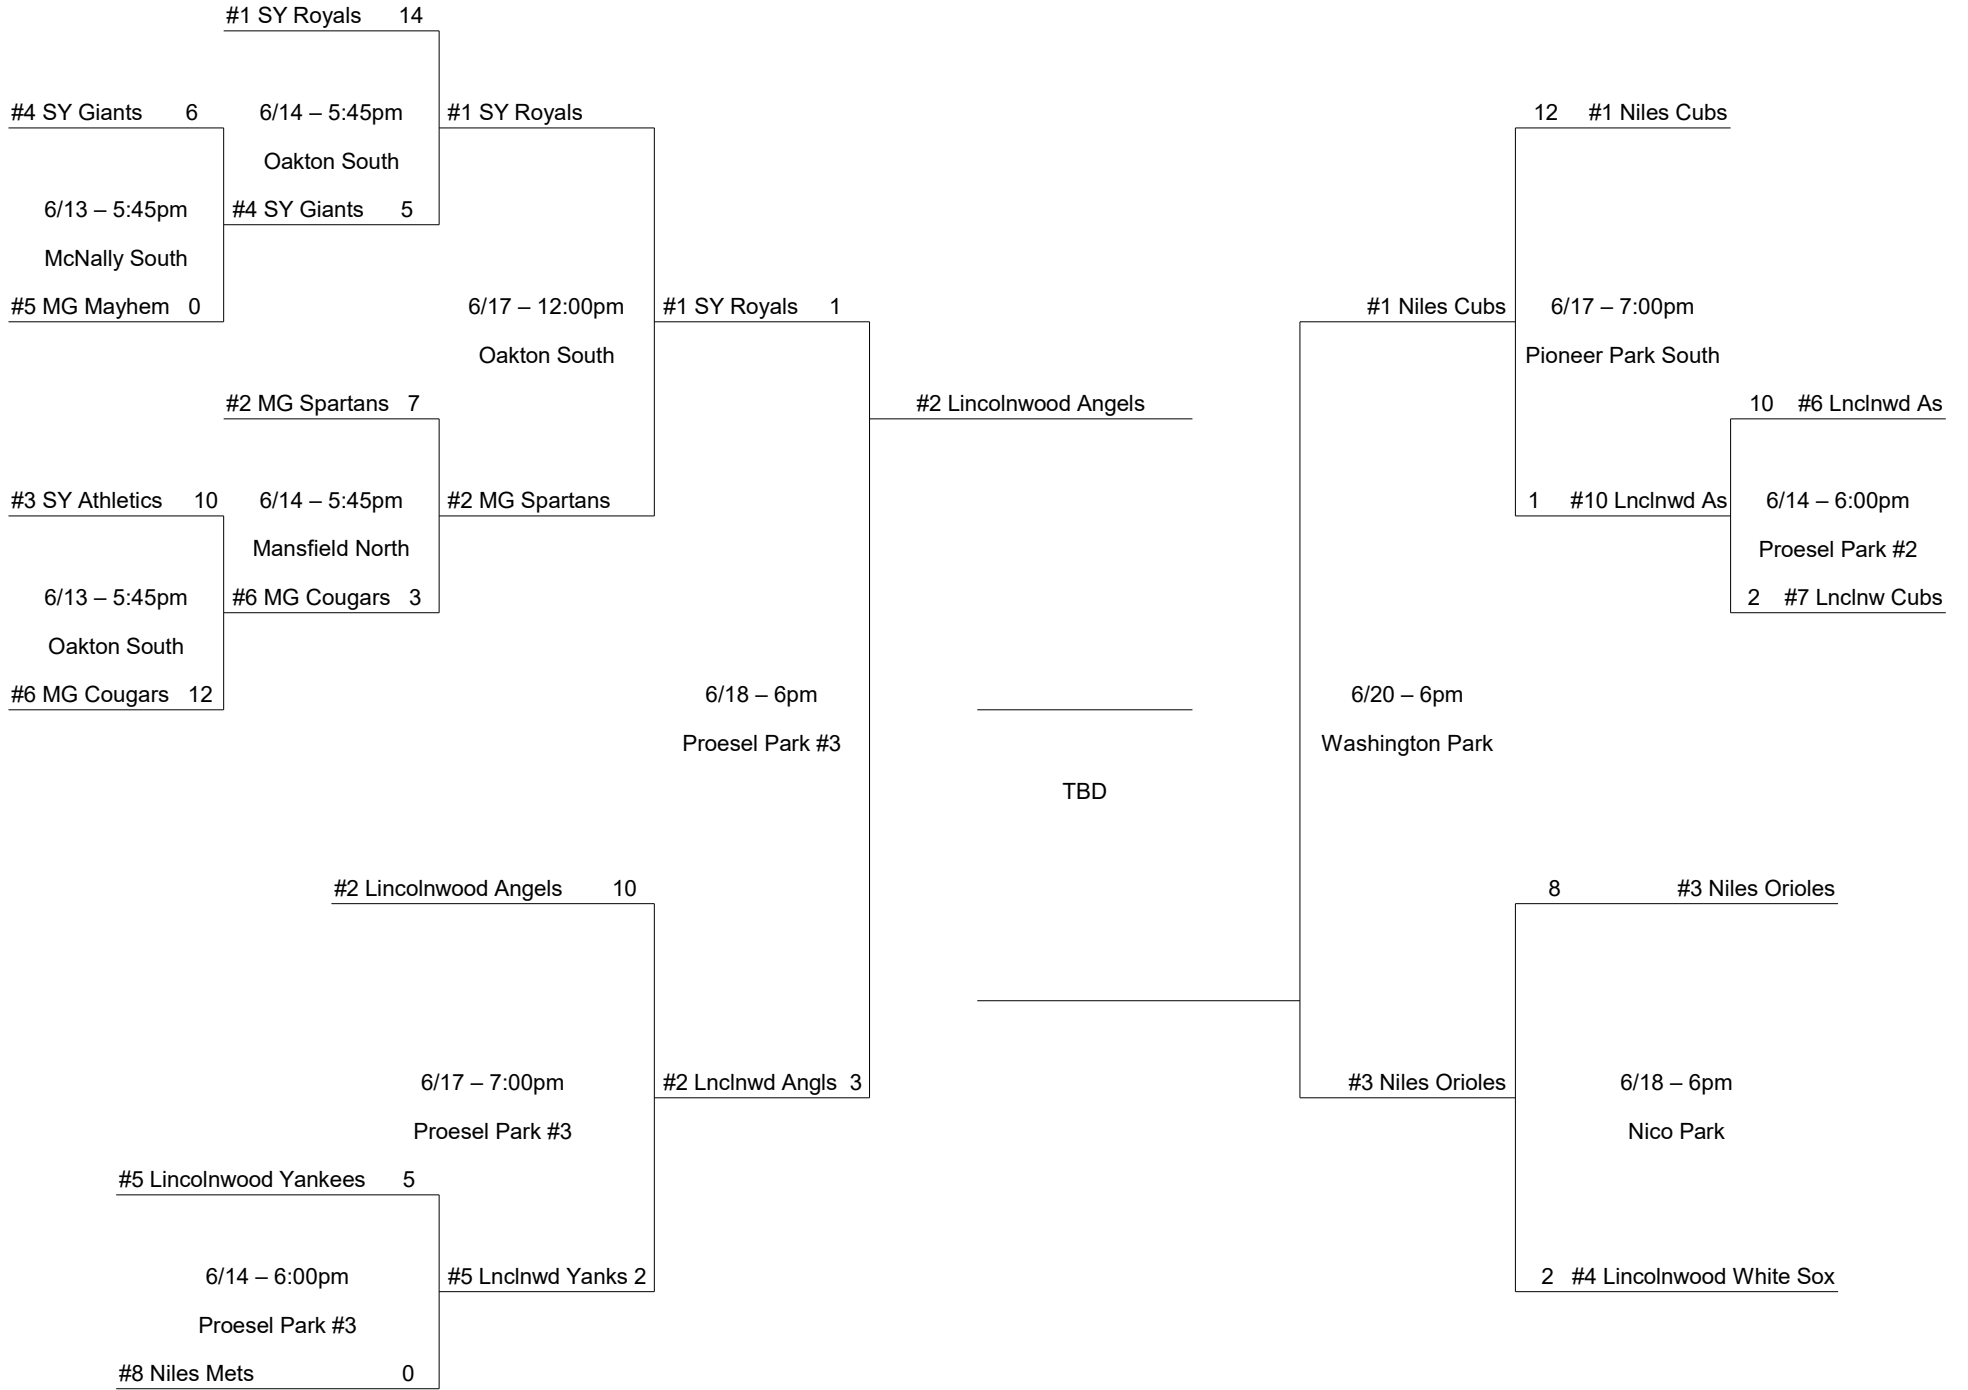 #1 SY Royals 14
#4 SY Giants 6
6/14 – 5:45pm
#1 SY Royals
12 #1 Niles Cubs
Oakton South
6/13 – 5:45pm
#4 SY Giants 5
McNally South
#5 MG Mayhem 0
6/17 – 12:00pm
#1 SY Royals 1
#1 Niles Cubs
6/17 – 7:00pm
Oakton South
Pioneer Park South
#2 MG Spartans 7
#2 Lincolnwood Angels
10 #6 Lnclnwd As
#3 SY Athletics 10
6/14 – 5:45pm
#2 MG Spartans
1 #10 Lnclnwd As
6/14 – 6:00pm
Mansfield North
Proesel Park #2
6/13 – 5:45pm
#6 MG Cougars 3
2 #7 Lnclnw Cubs
Oakton South
#6 MG Cougars 12
6/18 – 6pm
6/20 – 6pm
Proesel Park #3
Washington Park
TBD
#2 Lincolnwood Angels 10
8 #3 Niles Orioles
6/17 – 7:00pm
#2 Lnclnwd Angls 3
#3 Niles Orioles
6/18 – 6pm
Proesel Park #3
Nico Park
#5 Lincolnwood Yankees 5
6/14 – 6:00pm
#5 Lnclnwd Yanks 2
2 #4 Lincolnwood White Sox
Proesel Park #3
#8 Niles Mets 0